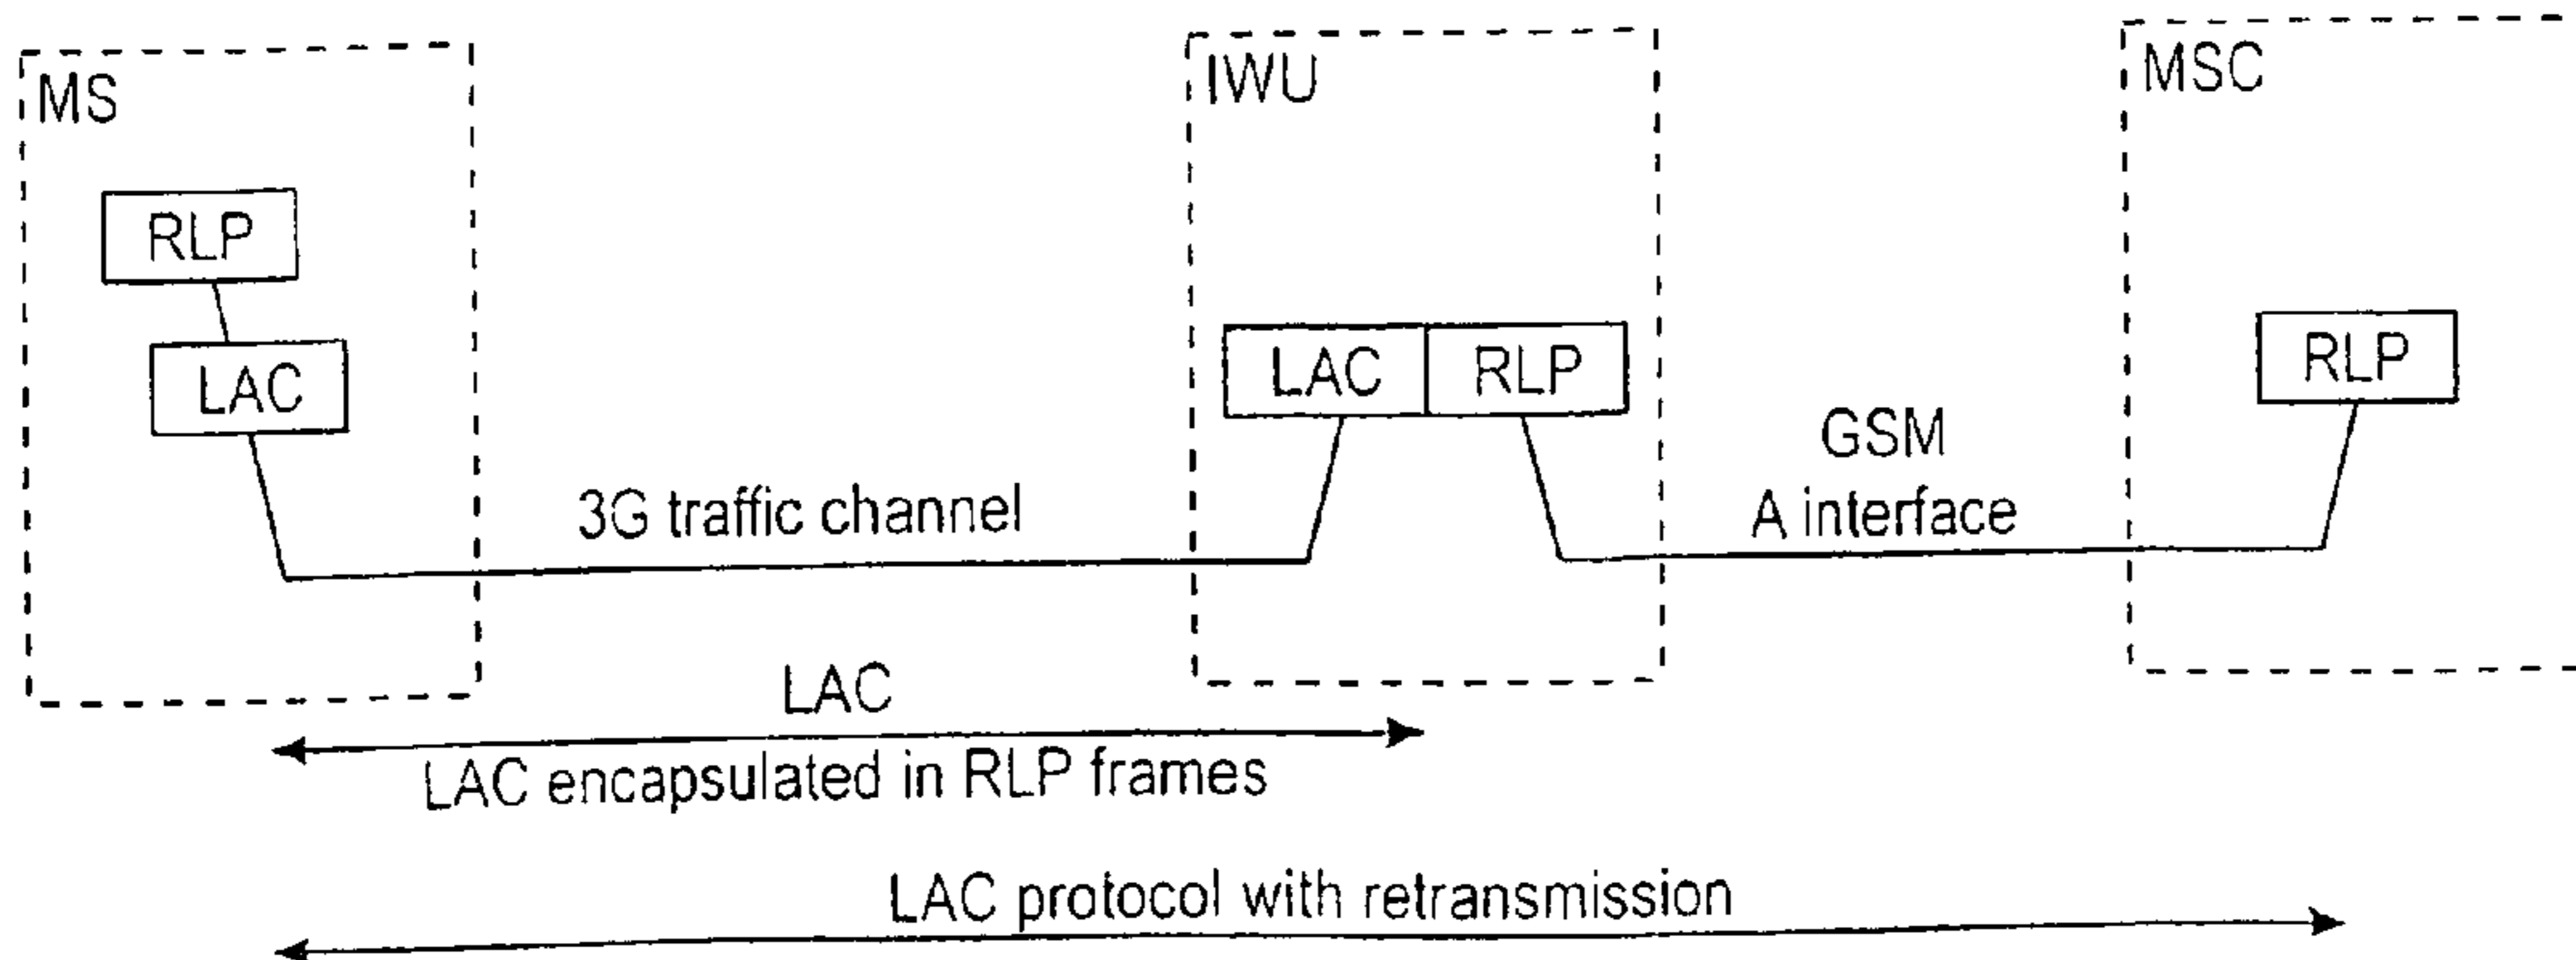 MS
IWU
MSC
RLP
LAC
LAC RLP
RLP
3G traffic channel
GSM
A interface
LAC
LAC encapsulated in RLP frames
LAC protocol with retransmission